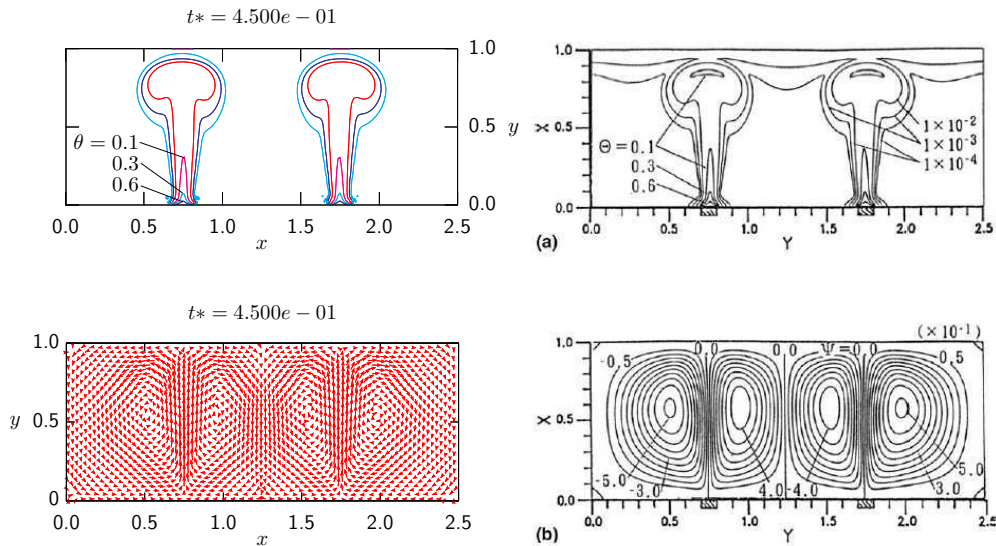 t∗ = 4.500e − 01
1.0
0.5
0.0
y
θ = 0.1
0.3
0.6
0.0 0.5 1.0 1.5 2.0 2.5
x
1.0
0.5
0.0
X
Θ = 0.1
0.3
0.6
1×10⁻²
1×10⁻³
1×10⁻⁴
0.0 0.5 1.0 1.5 2.0 2.5
Y
(a)
t∗ = 4.500e − 01
1.0
0.5
0
y
0.0 0.5 1.0 1.5 2.0 2.5
x
(×10⁻¹)
1.0
0.5
0.0
X
-0.5 0.0 0.0 Ψ=0.0 0.5
-5.0 -3.0 4.0 -4.0 5.0 3.0
0.0 0.5 1.0 1.5 2.0 2.5
Y
(b)